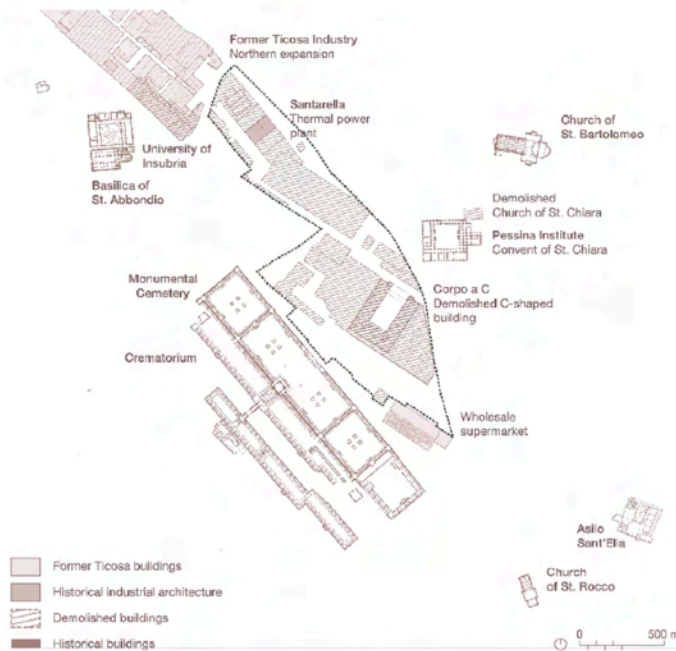 Former Ticosa Industry
Northern expansion
Santarella
Thermal power
plant
Church of
St. Bartolomeo
University of
Insubria
Basilica of
St. Abbondio
Demolished
Church of St. Chiara
Pessina Institute
Convent of St. Chiara
Monumental
Cemetery
Corpo a C
Demolished C-shaped
building
Crematorium
Wholesale
supermarket
Asilo
Sant'Elia
Church
of St. Rocco
Former Ticosa buildings
Historical industrial architecture
Demolished buildings
Historical buildings
0 500 m